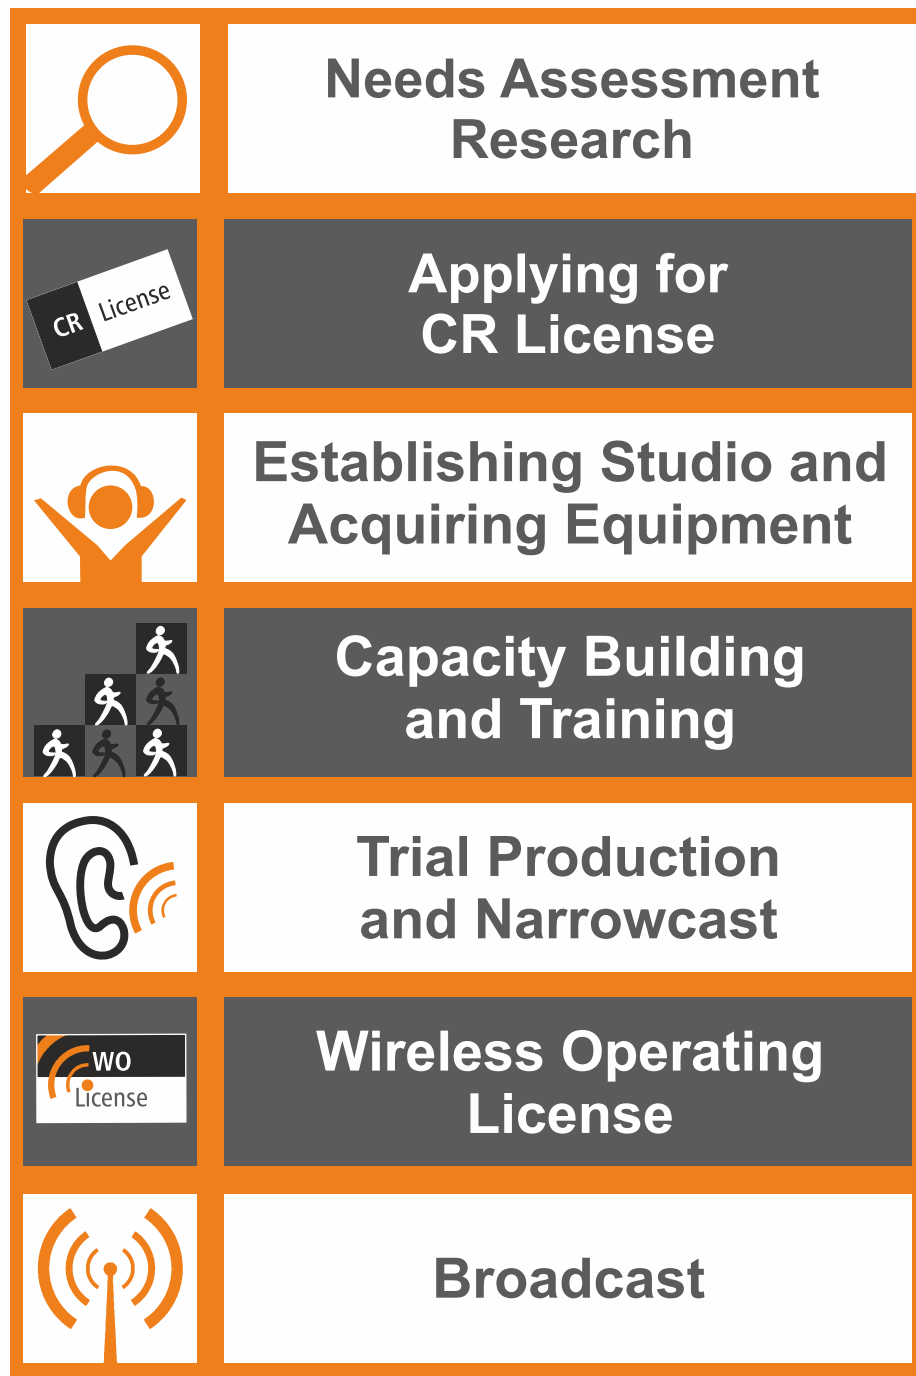 Needs Assessment
Research
CR License
Applying for
CR License
Establishing Studio and
Acquiring Equipment
Capacity Building
and Training
Trial Production
and Narrowcast
WO
License
Wireless Operating
License
Broadcast